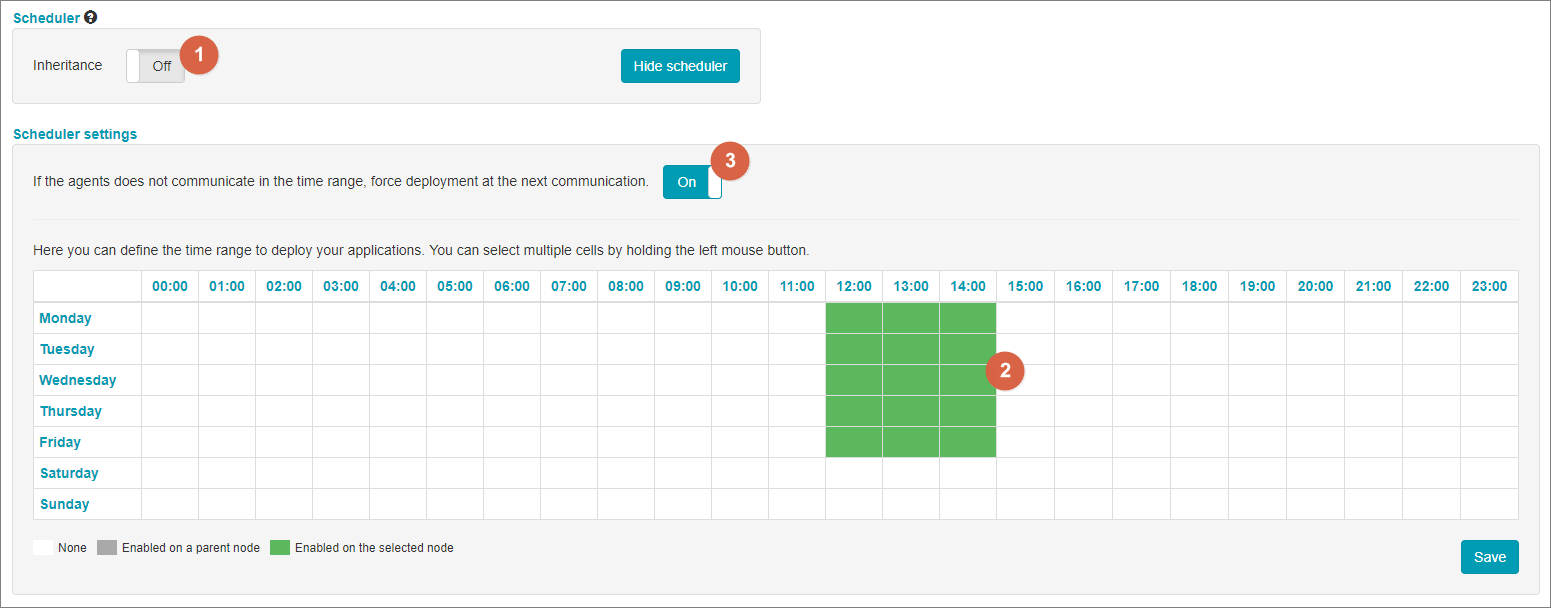 Scheduler ?
1
Inheritance Off Hide scheduler
Scheduler settings
3
If the agents does not communicate in the time range, force deployment at the next communication. On
Here you can define the time range to deploy your applications. You can select multiple cells by holding the left mouse button.
00:00 01:00 02:00 03:00 04:00 05:00 06:00 07:00 08:00 09:00 10:00 11:00 12:00 13:00 14:00 15:00 16:00 17:00 18:00 19:00 20:00 21:00 22:00 23:00
Monday
Tuesday
2
Wednesday
Thursday
Friday
Saturday
Sunday
None Enabled on a parent node Enabled on the selected node
Save